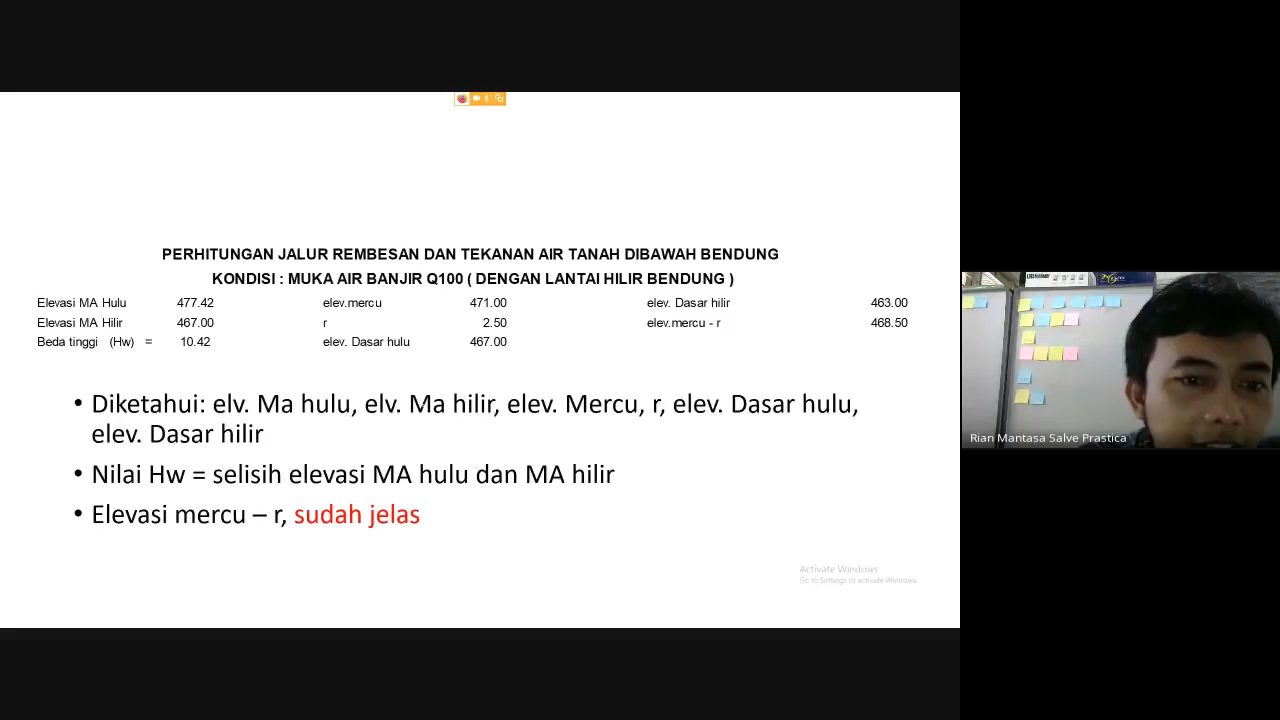 PERHITUNGAN JALUR REMBESAN DAN TEKANAN AIR TANAH DIBAWAH BENDUNG
KONDISI : MUKA AIR BANJIR Q100 ( DENGAN LANTAI HILIR BENDUNG )
Elevasi MA Hulu 477.42 elev.mercu 471.00 elev. Dasar hilir 463.00
Elevasi MA Hilir 467.00 r 2.50 elev.mercu - r 468.50
Beda tinggi (Hw) = 10.42 elev. Dasar hulu 467.00
• Diketahui: elv. Ma hulu, elv. Ma hilir, elev. Mercu, r, elev. Dasar hulu,
elev. Dasar hilir
• Nilai Hw = selisih elevasi MA hulu dan MA hilir
• Elevasi mercu – r, sudah jelas
Activate Windows
Go to Settings to activate Windows.
Rian Mantasa Salve Prastica